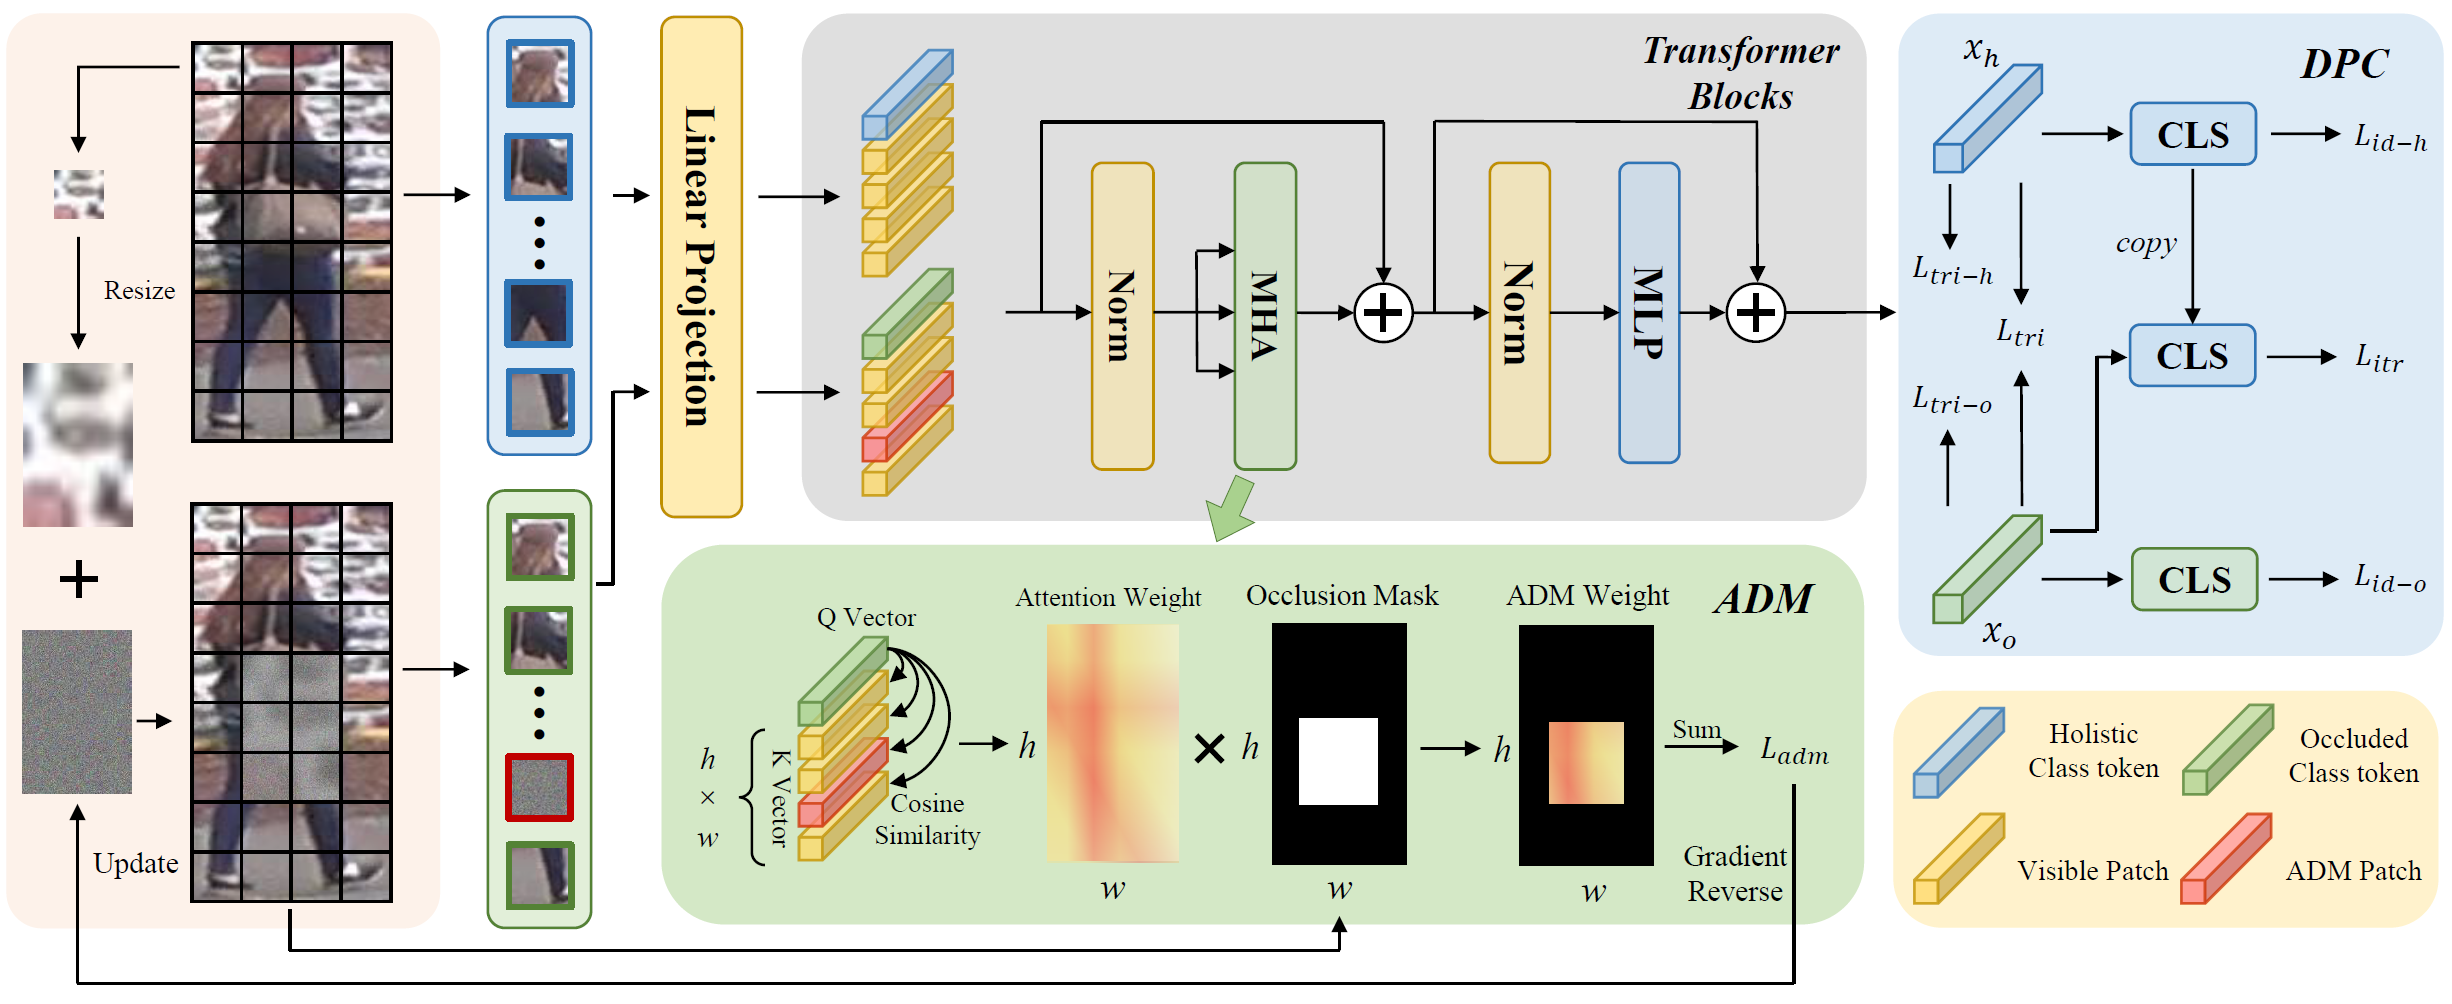 Resize
+
Update
Linear Projection
Transformer
Blocks
Norm
MHA
Norm
MLP
DPC
x_h
CLS
L_{id-h}
copy
L_{tri-h}
L_{tri}
CLS
L_{itr}
L_{tri-o}
x_o
CLS
L_{id-o}
ADM
Q Vector
Attention Weight
Occlusion Mask
ADM Weight
h
×
w
K Vector
Cosine
Similarity
h
w
×
h
w
h
w
Sum
L_{adm}
Gradient
Reverse
Holistic
Class token
Occluded
Class token
Visible Patch
ADM Patch